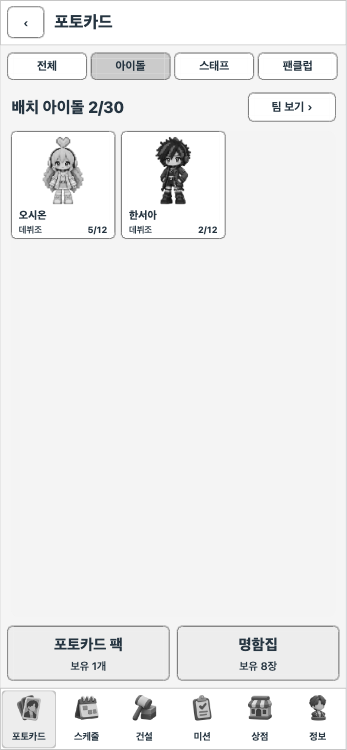 ‹ 포토카드
전체 아이돌 스태프 팬클럽
배치 아이돌 2/30 팀 보기 ›
오시온 한서아
데뷔조 5/12 데뷔조 2/12
포토카드 팩 명함집
보유 1개 보유 8장
포토카드 스케줄 건설 미션 상점 정보